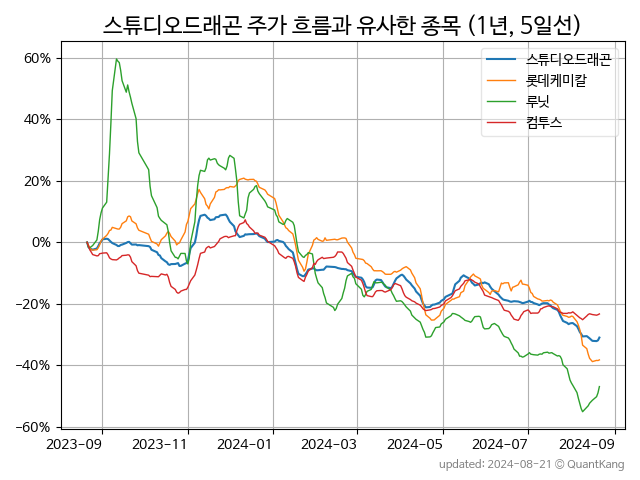 스튜디오드래곤 주가 흐름과 유사한 종목 (1년, 5일선)
스튜디오드래곤
롯데케미칼
루닛
컴투스
60%
40%
20%
0%
−20%
−40%
−60%
2023-09 2023-11 2024-01 2024-03 2024-05 2024-07 2024-09
updated: 2024-08-21 © QuantKang